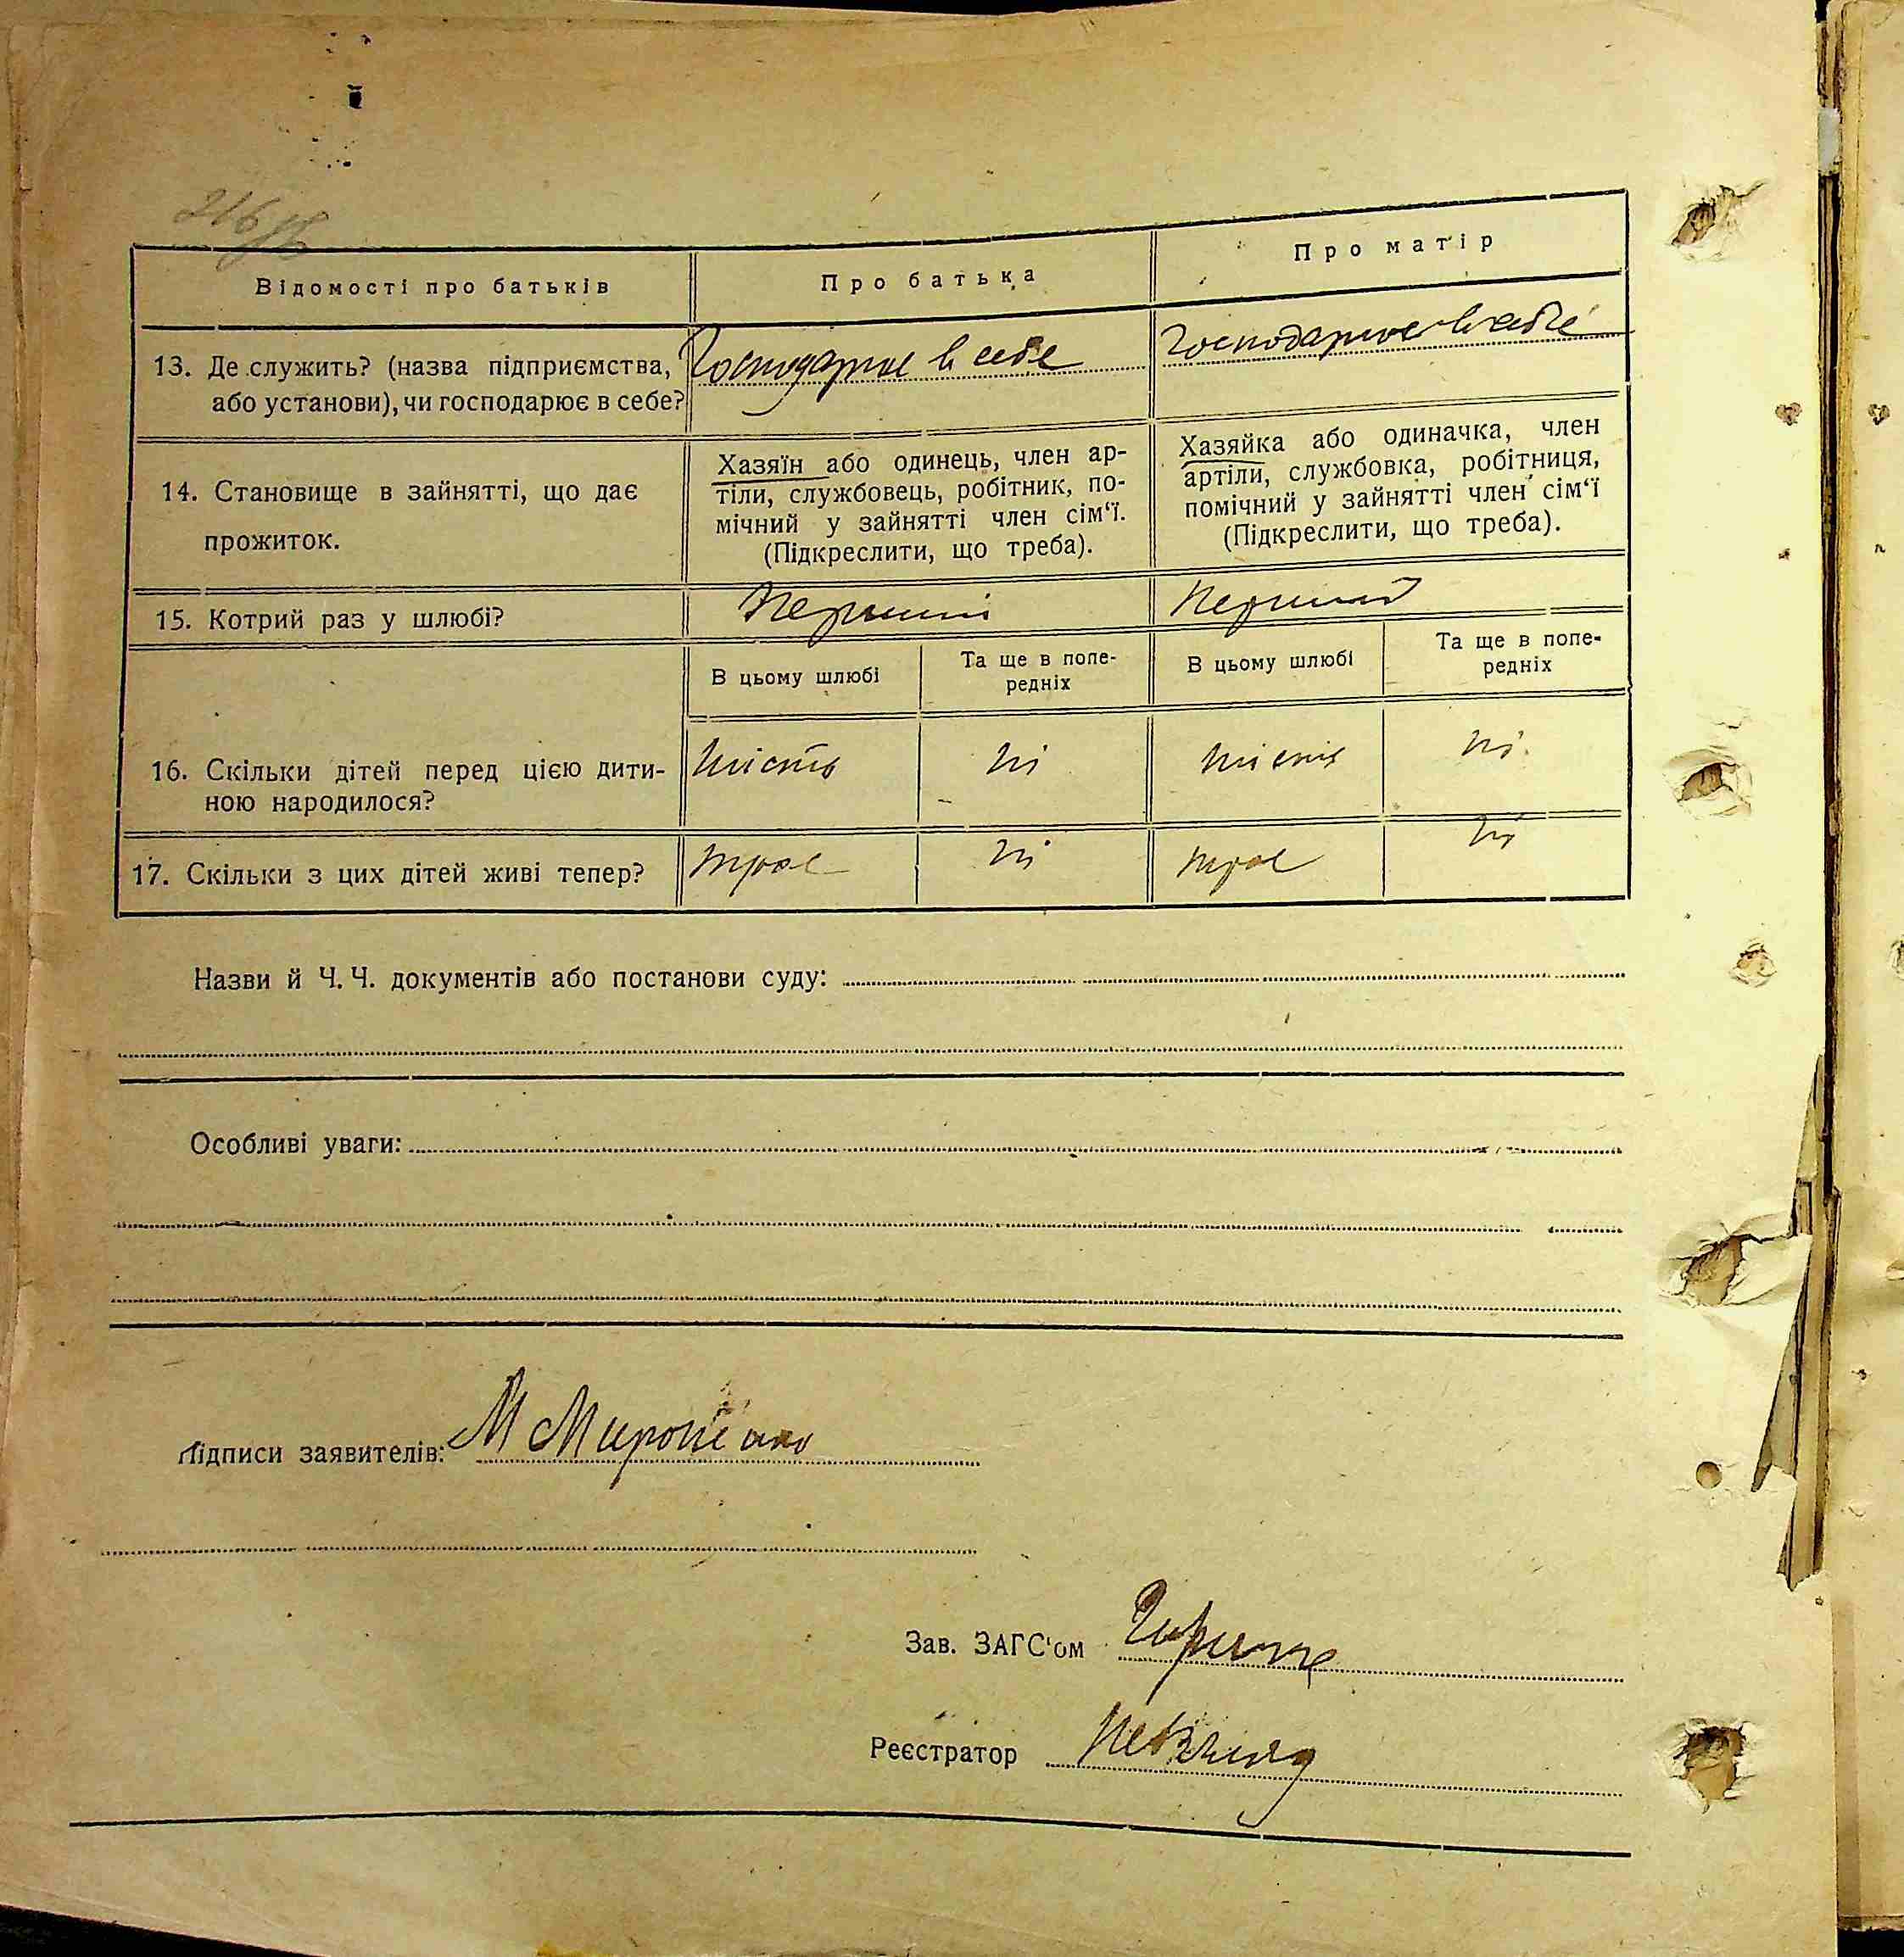 Відомості про батьків
Про батька
Про матір
13. Де служить? (назва підприємства,
або установи), чи господарює в себе?
Господарює в себе
Господарює в себе
14. Становище в зайнятті, що дає
прожиток.
Хазяїн або одинець, член ар-
тіли, службовець, робітник, по-
мічний у зайнятті член сім‘ї.
(Підкреслити, що треба).
Хазяйка або одиначка, член
артіли, службовка, робітниця,
помічний у зайнятті член сім‘ї
(Підкреслити, що треба).
15. Котрий раз у шлюбі?
Перший
Перший
В цьому шлюбі
Та ще в попе-
редніх
В цьому шлюбі
Та ще в попе-
редніх
16. Скільки дітей перед цією дити-
ною народилося?
шість
ні
шість
ні
17. Скільки з цих дітей живі тепер?
троє
ні
троє
ні
Назви й Ч. Ч. документів або постанови суду:
Особливі уваги:
Підписи заявителів: М Мироненко
Зав. ЗАГС‘ом
Реєстратор